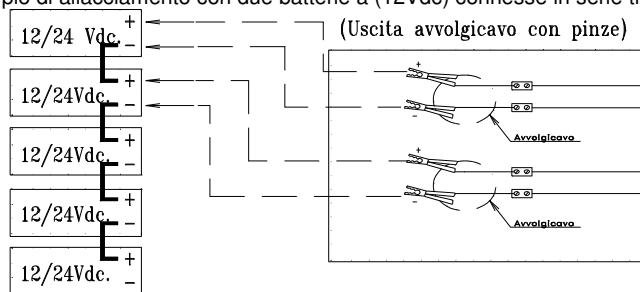 pio di allacciamento con due batterie a (12Vdc) connesse in serie
(Uscita avvolgicavo con pinze)
12/24 Vdc. + −
12/24Vdc. + −
12/24Vdc. + −
12/24Vdc. + −
12/24Vdc. + −
+
-
Avvolgicavo
+
-
Avvolgicavo